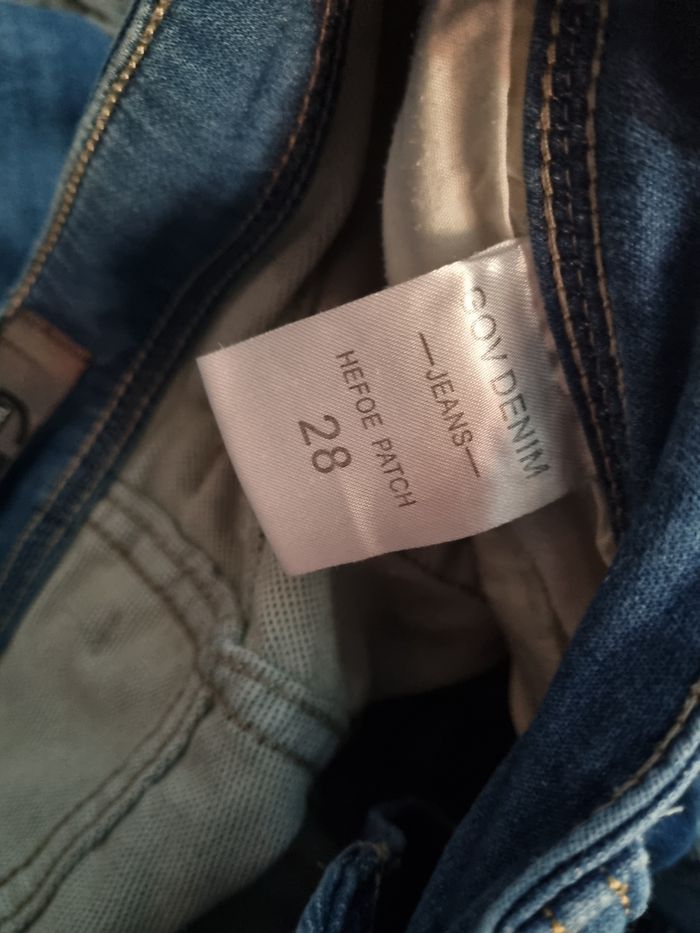 GOV DENIM
—JEANS—
HEFOE PATCH
28